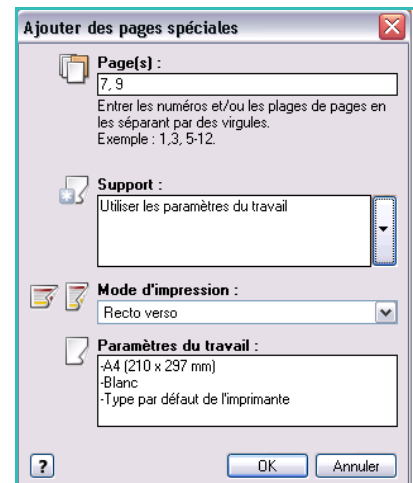 Ajouter des pages spéciales
Page(s) :
7, 9
Entrer les numéros et/ou les plages de pages en
les séparant par des virgules.
Exemple : 1,3, 5-12.
Support :
Utiliser les paramètres du travail
Mode d'impression :
Recto verso
Paramètres du travail :
-A4 (210 x 297 mm)
-Blanc
-Type par défaut de l'imprimante
?
OK
Annuler